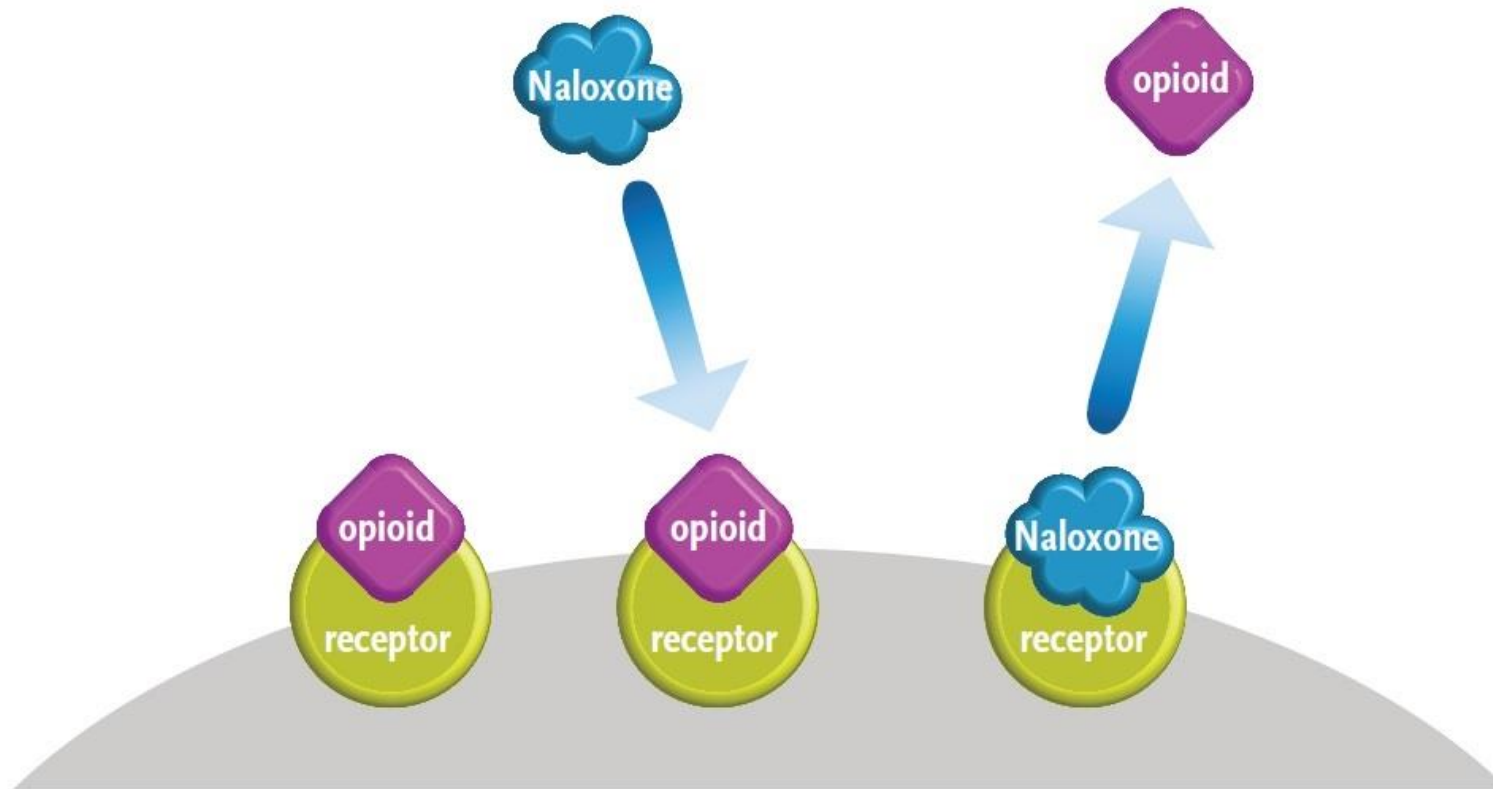 Naloxone
opioid
opioid
receptor
opioid
receptor
Naloxone
receptor